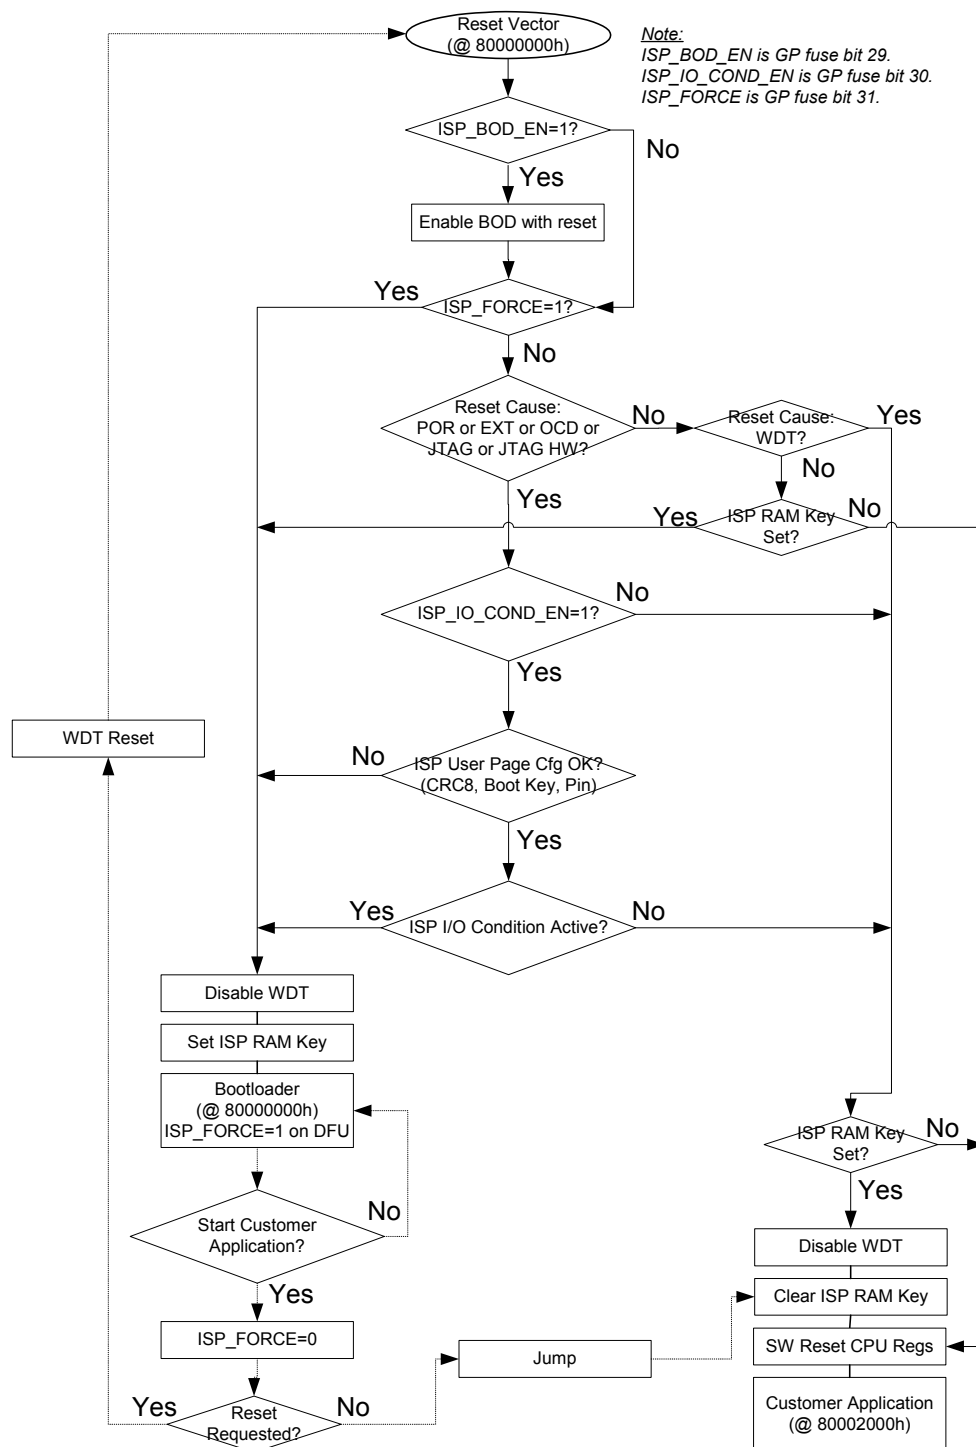 Reset Vector
(@ 80000000h)
Note:
ISP_BOD_EN is GP fuse bit 29.
ISP_IO_COND_EN is GP fuse bit 30.
ISP_FORCE is GP fuse bit 31.
ISP_BOD_EN=1?
No
Yes
Enable BOD with reset
Yes
ISP_FORCE=1?
No
Reset Cause:
POR or EXT or OCD or
JTAG or JTAG HW?
No
Reset Cause:
WDT?
Yes
No
Yes
Yes
ISP RAM Key
Set?
No
ISP_IO_COND_EN=1?
No
Yes
WDT Reset
No
ISP User Page Cfg OK?
(CRC8, Boot Key, Pin)
Yes
Yes
ISP I/O Condition Active?
No
Disable WDT
Set ISP RAM Key
Bootloader
(@ 80000000h)
ISP_FORCE=1 on DFU
ISP RAM Key
Set?
No
Yes
Start Customer
Application?
No
Yes
Disable WDT
Clear ISP RAM Key
ISP_FORCE=0
SW Reset CPU Regs
Jump
Yes
Reset
Requested?
No
Customer Application
(@ 80002000h)